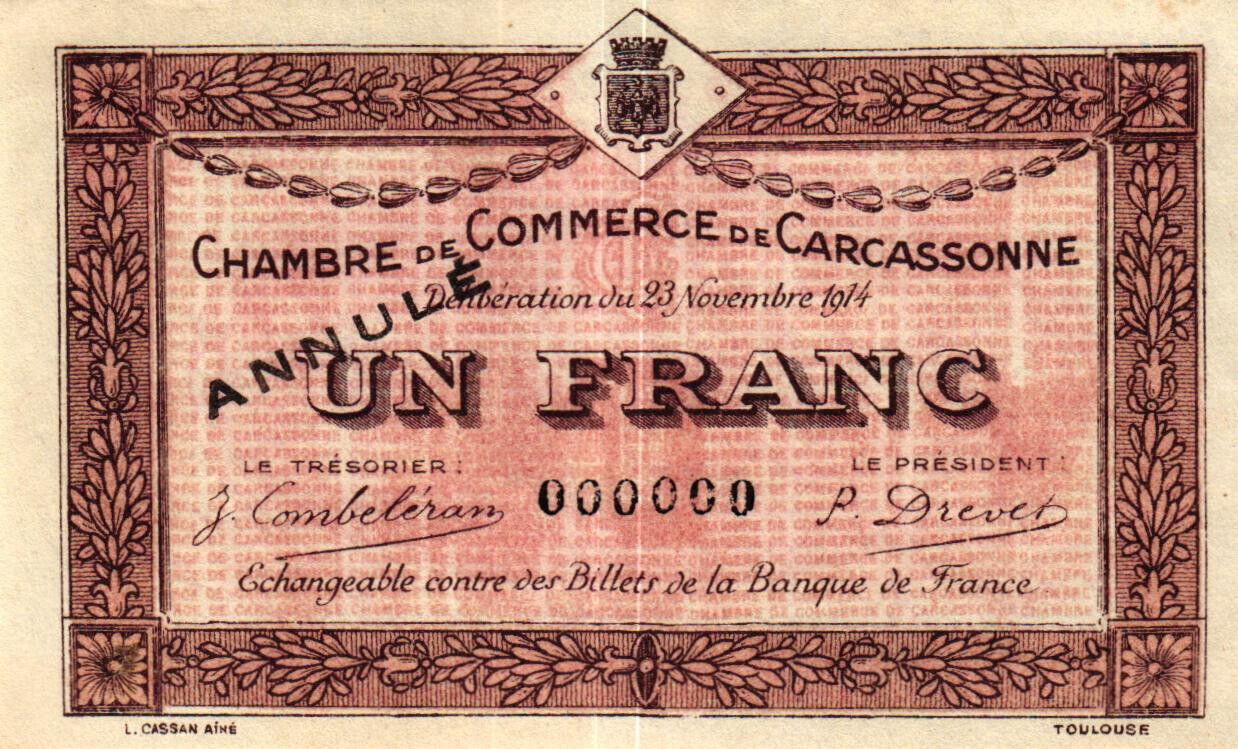 CHAMBRE DE COMMERCE DE CARCASSONNE
Délibération du 23 Novembre 1914
ANNULÉ
UN FRANC
LE TRÉSORIER :
J. Combeléran
000000
LE PRÉSIDENT :
P. Drevet
Echangeable contre des Billets de la Banque de France
L. CASSAN AÎNÉ
TOULOUSE